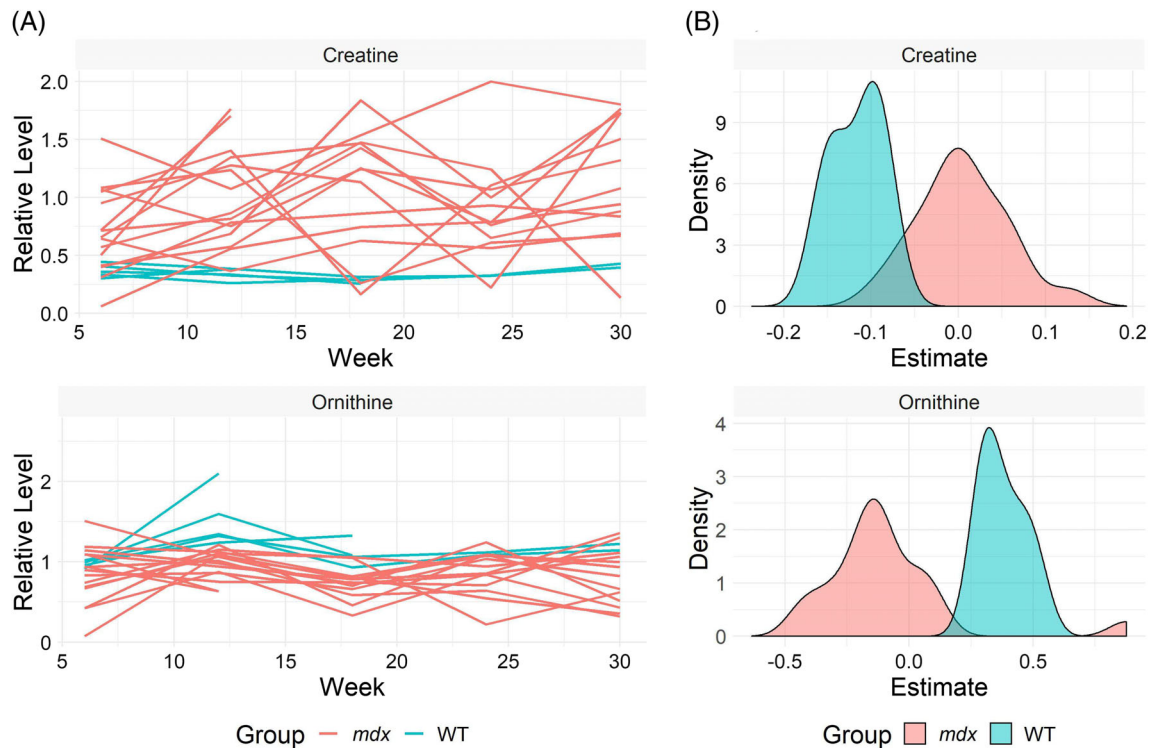 (A)
(B)
Creatine
2.0
1.5
1.0
0.5
0.0
Relative Level
5 10 15 20 25 30
Week
Creatine
9
6
3
0
Density
-0.2 -0.1 0.0 0.1 0.2
Estimate
Ornithine
2
1
0
Relative Level
5 10 15 20 25 30
Week
Ornithine
4
3
2
1
0
Density
-0.5 0.0 0.5
Estimate
Group mdx WT
Group mdx WT